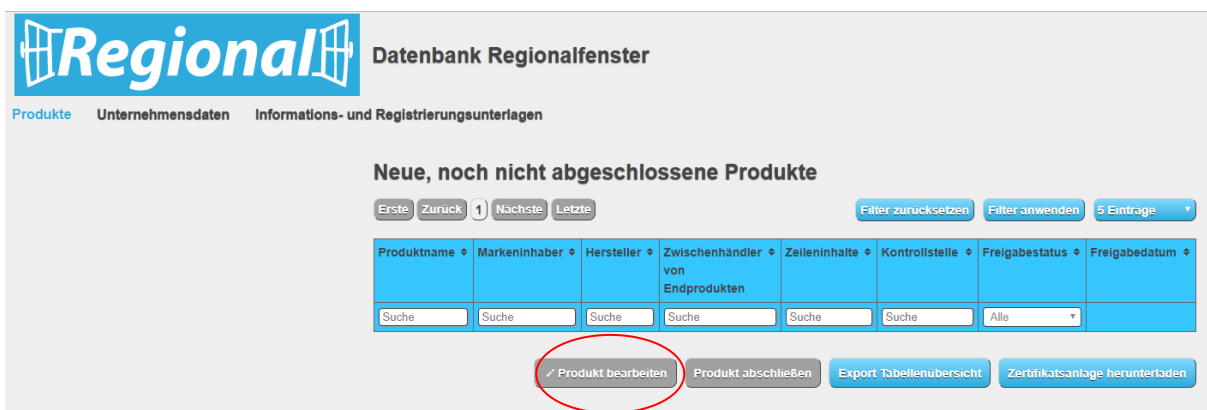 Regional
Datenbank Regionalfenster
Produkte Unternehmensdaten Informations- und Registrierungsunterlagen
Neue, noch nicht abgeschlossene Produkte
Erste Zurück 1 Nächste Letzte Filter zurücksetzen Filter anwenden 5 Einträge
Produktname Markeninhaber Hersteller Zwischenhändler Zeileninhalte Kontrollstelle Freigabestatus Freigabedatum
von
Endprodukten
Suche Suche Suche Suche Suche Suche Alle
Produkt bearbeiten Produkt abschließen Export Tabellenübersicht Zertifikatsanlage herunterladen